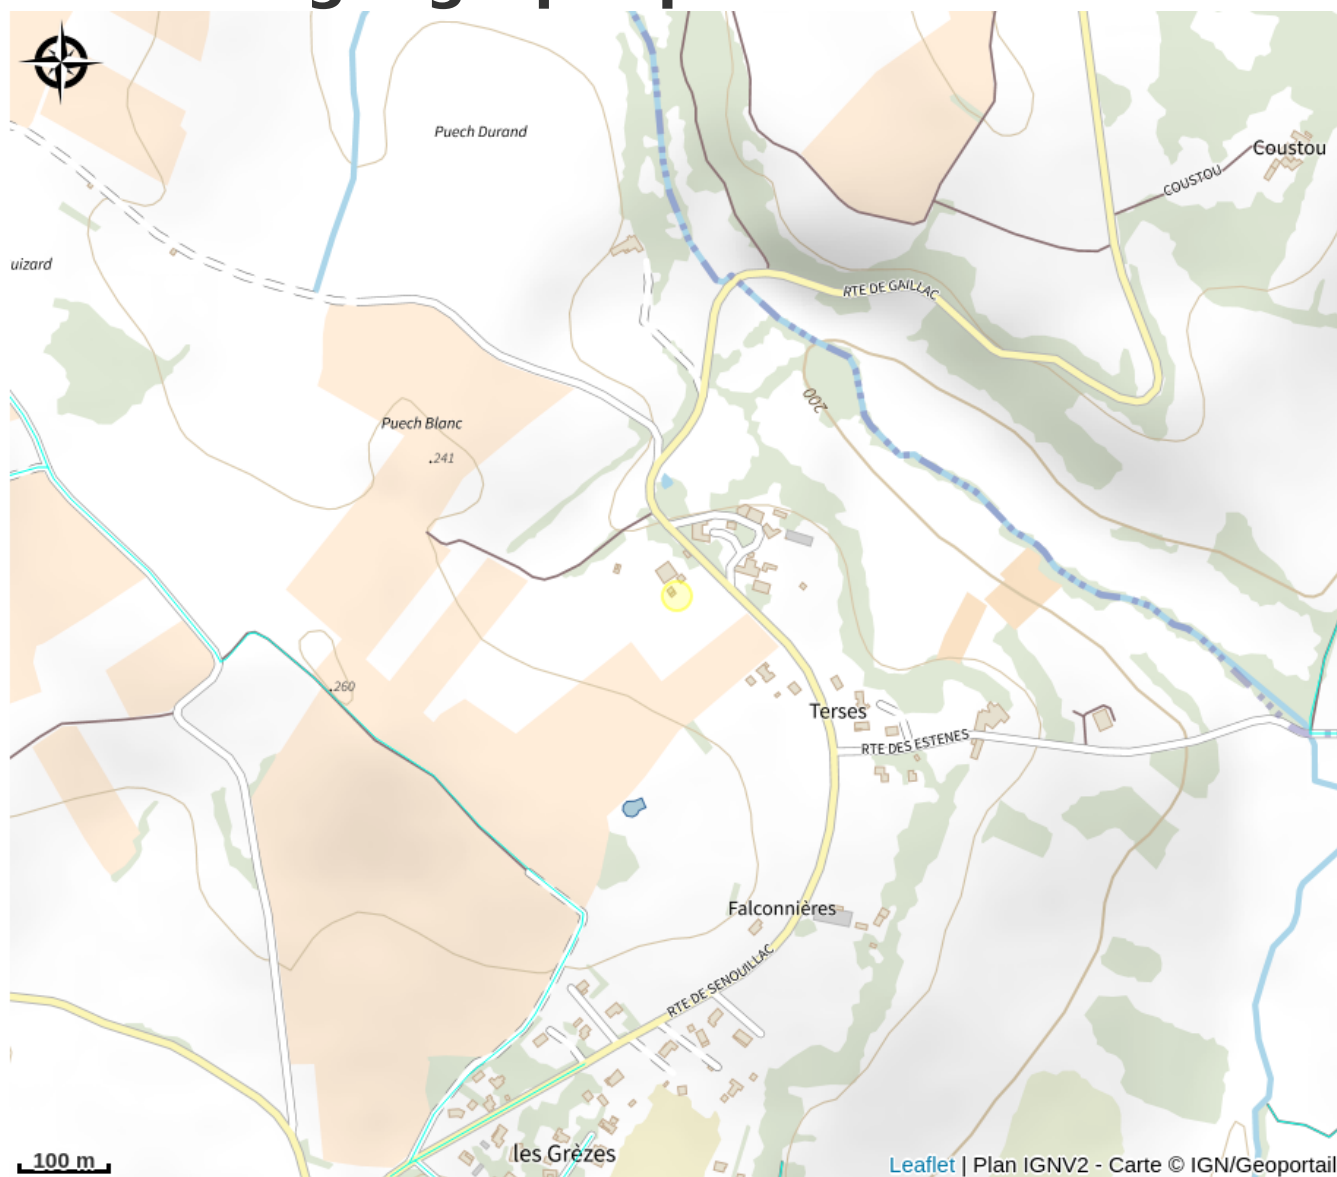 Puech Durand
Coustou
COUSTOU
uizard
RTE DE GAILLAC
200
Puech Blanc
241
260
Terses
RTE DES ESTENES
Falconnières
RTE DE SENOUILLAC
les Grèzes
100 m
Leaflet | Plan IGNV2 - Carte © IGN/Geoportail